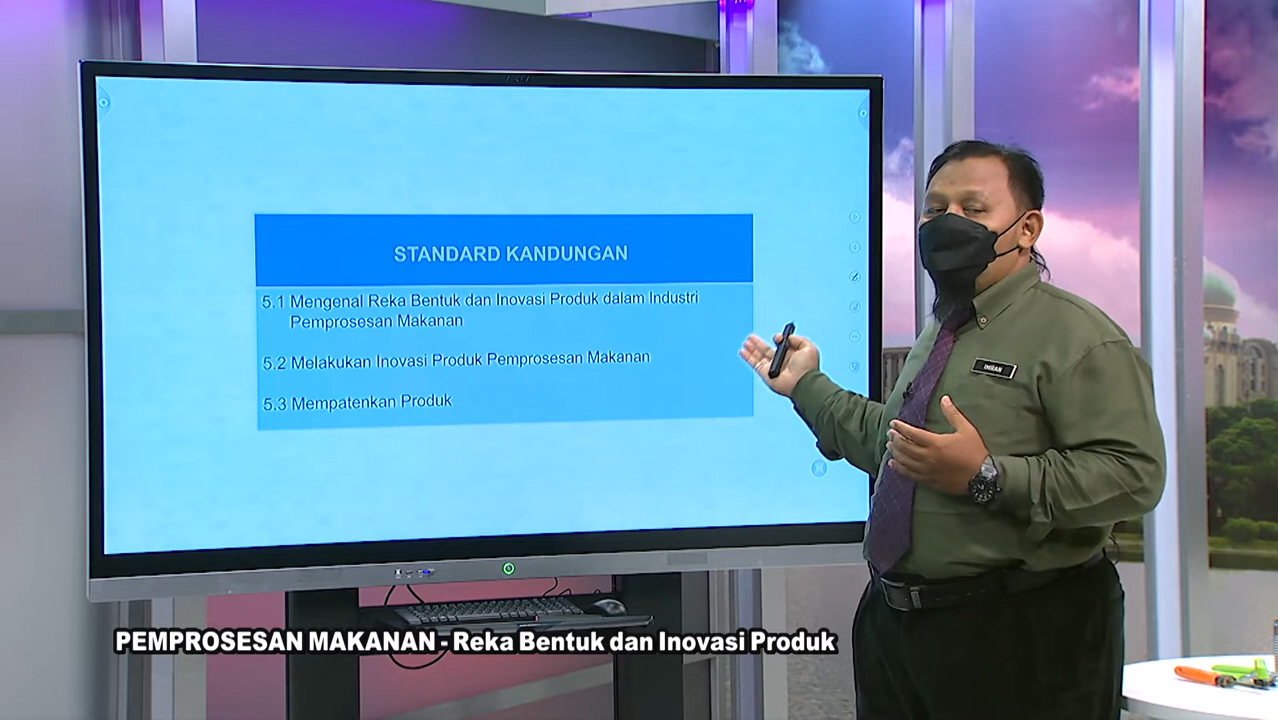 STANDARD KANDUNGAN
5.1 Mengenal Reka Bentuk dan Inovasi Produk dalam Industri
Pemprosesan Makanan
5.2 Melakukan Inovasi Produk Pemprosesan Makanan
5.3 Mempatenkan Produk
IMRAN
PEMPROSESAN MAKANAN - Reka Bentuk dan Inovasi Produk